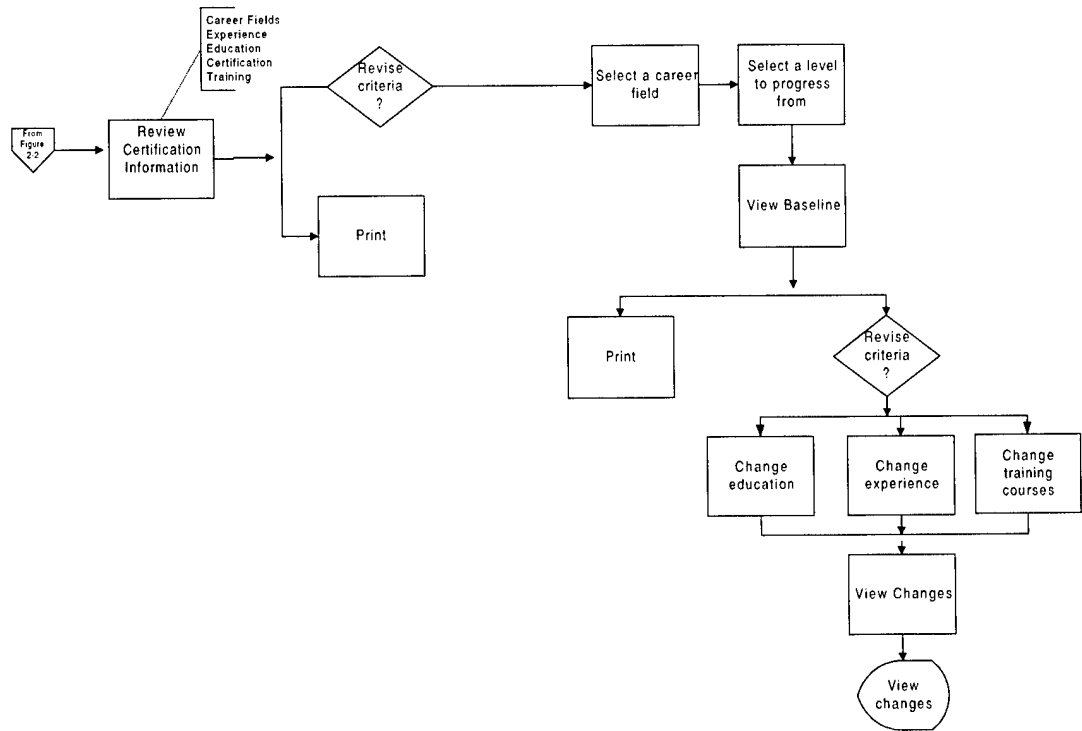 Career Fields
Experience
Education
Certification
Training
From
Figure
2-2
Review
Certification
Information
Revise
criteria
?
Print
Select a career
field
Select a level
to progress
from
View Baseline
Print
Revise
criteria
?
Change
education
Change
experience
Change
training
courses
View Changes
View
changes